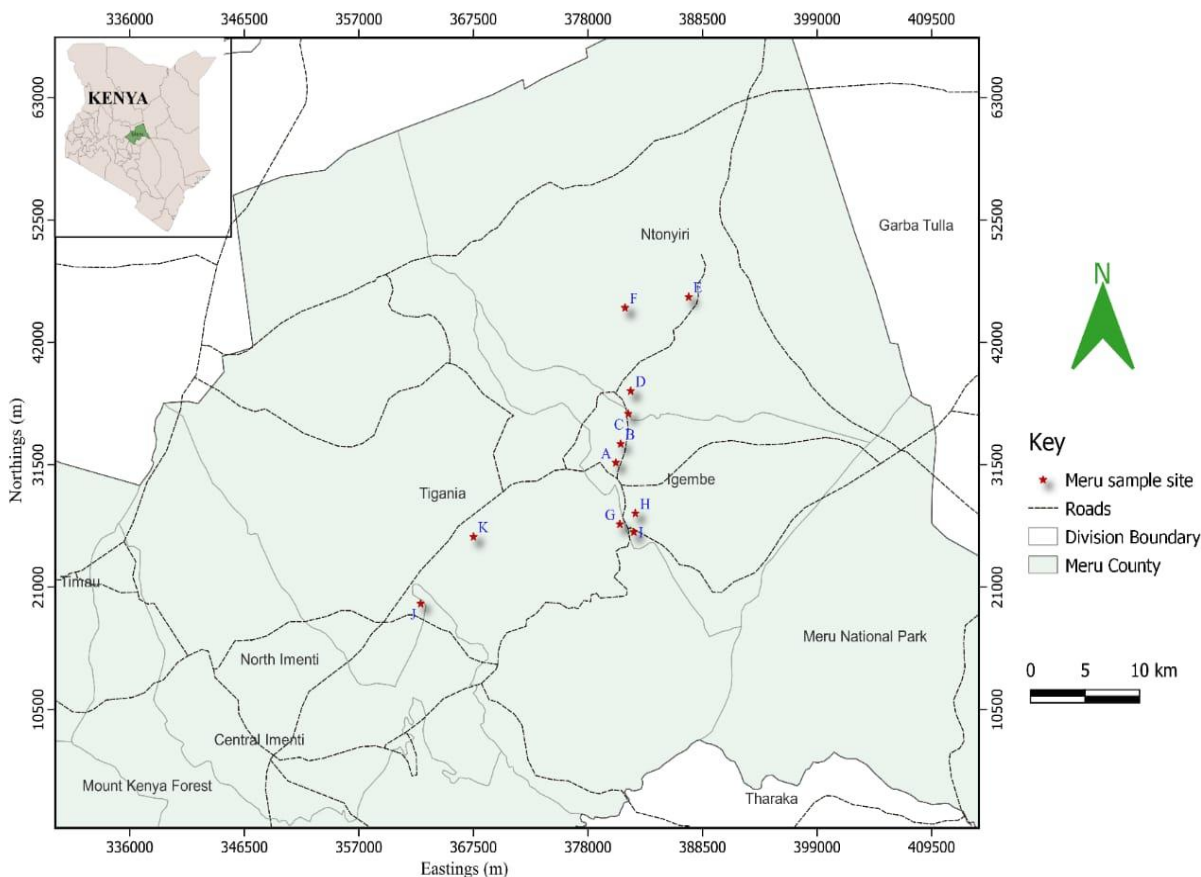 336000 346500 357000 367500 378000 388500 399000 409500
KENYA
Meru
63000 63000
52500 52500
Ntonyiri
Garba Tulla
N
F E
42000 42000
D
C B
Key
A
31500 31500
Meru sample site
Igembe
Tigania
Roads
H
G I
K
Division Boundary
Meru County
Timau
21000 21000
J
Meru National Park
North Imenti
0 5 10 km
10500 10500
Central Imenti
Mount Kenya Forest
Tharaka
336000 346500 357000 367500 378000 388500 399000 409500
Northings (m)
Eastings (m)